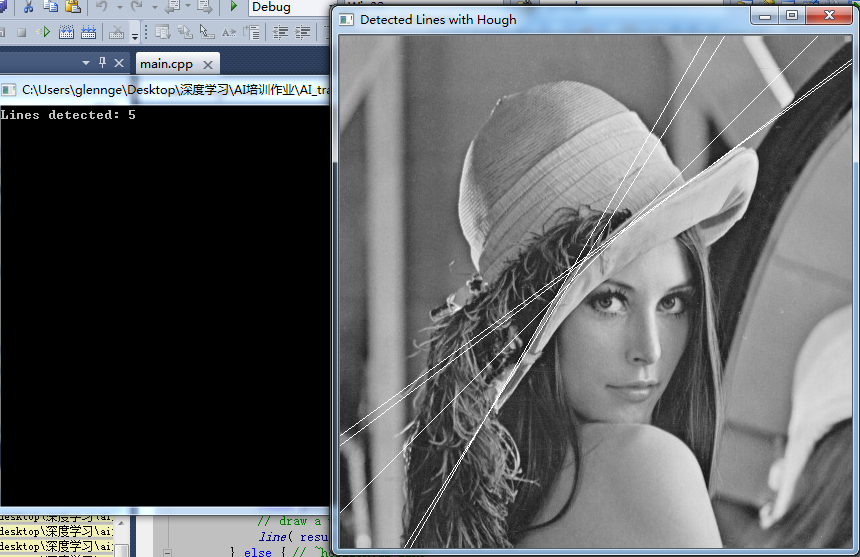 Debug
Detected Lines with Hough
main.cpp
C:\Users\glennge\Desktop\深度学习\AI培训作业\AI_tra
Lines detected: 5
desktop\深度学习\ai
desktop\深度学习\ai
desktop\深度学习\ai
// draw a
line( resu
} else {